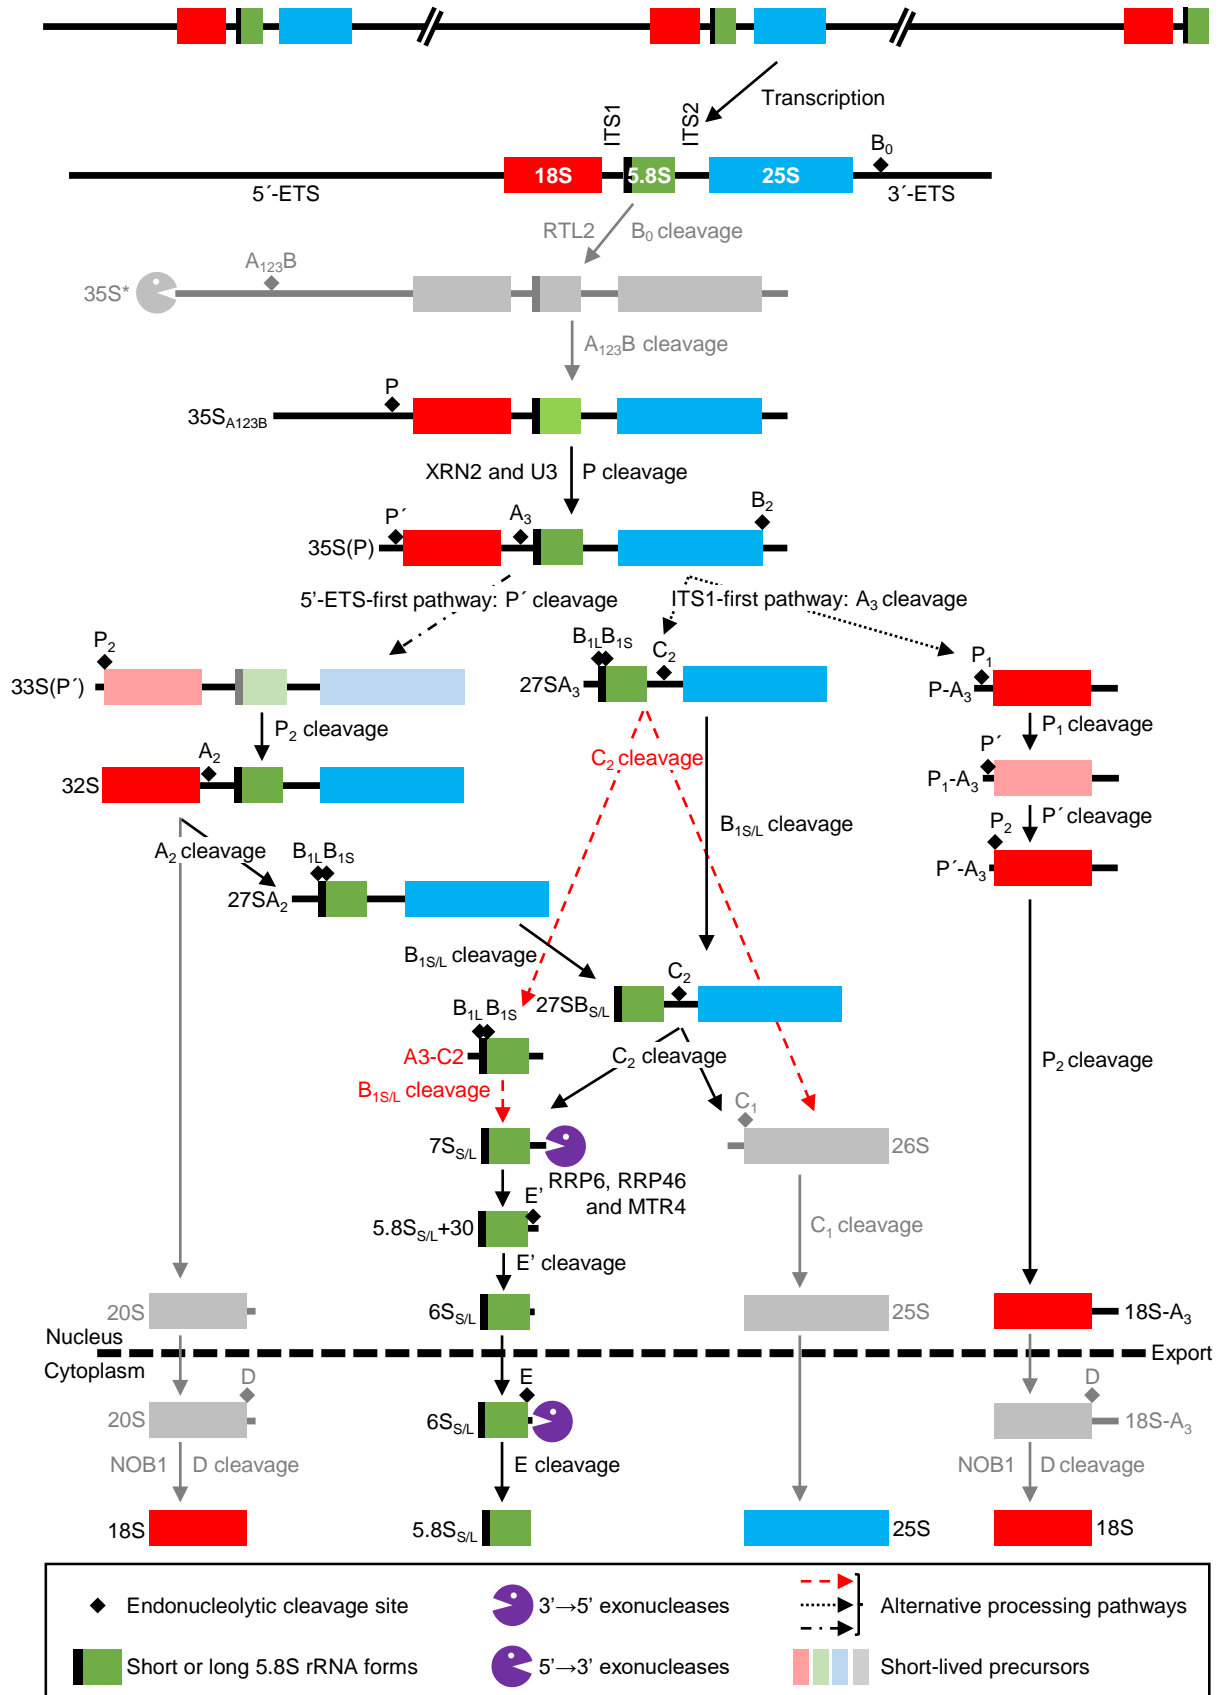 Transcription
ITS1
ITS2
B0
18S
5.8S
25S
5´-ETS
3´-ETS
RTL2
B0 cleavage
A123B
35S*
A123B cleavage
P
35SA123B
XRN2 and U3
P cleavage
P´
A3
B2
35S(P)
5'-ETS-first pathway: P´ cleavage
ITS1-first pathway: A3 cleavage
P2
33S(P´)
B1LB1S
C2
27SA3
P1
P-A3
P2 cleavage
P1 cleavage
A2
32S
C2 cleavage
P´
P1-A3
P´ cleavage
A2 cleavage
B1S/L cleavage
B1LB1S
27SA2
P2
P´-A3
B1S/L cleavage
C2
27SBS/L
B1L B1S
A3-C2
C2 cleavage
P2 cleavage
B1S/L cleavage
C1
7SS/L
26S
RRP6, RRP46
and MTR4
E'
5.8SS/L+30
C1 cleavage
E' cleavage
20S
6SS/L
25S
18S-A3
Nucleus
Export
Cytoplasm
D
E
D
20S
6SS/L
18S-A3
NOB1
D cleavage
E cleavage
NOB1
D cleavage
18S
5.8SS/L
25S
18S
Endonucleolytic cleavage site
3'→5' exonucleases
Alternative processing pathways
Short or long 5.8S rRNA forms
5'→3' exonucleases
Short-lived precursors